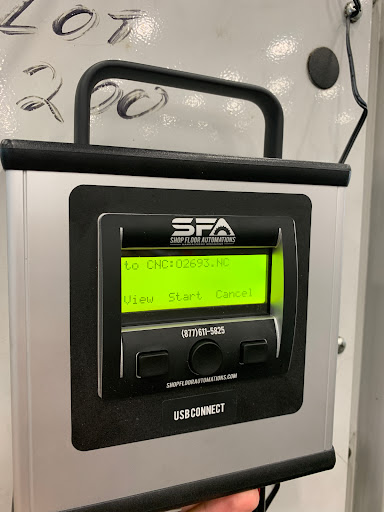 LOT
200
SFA
SHOP FLOOR AUTOMATIONS
to CNC:O2693.NC
View Start Cancel
(877)611-5825
SHOPFLOORAUTOMATIONS.COM
USB CONNECT